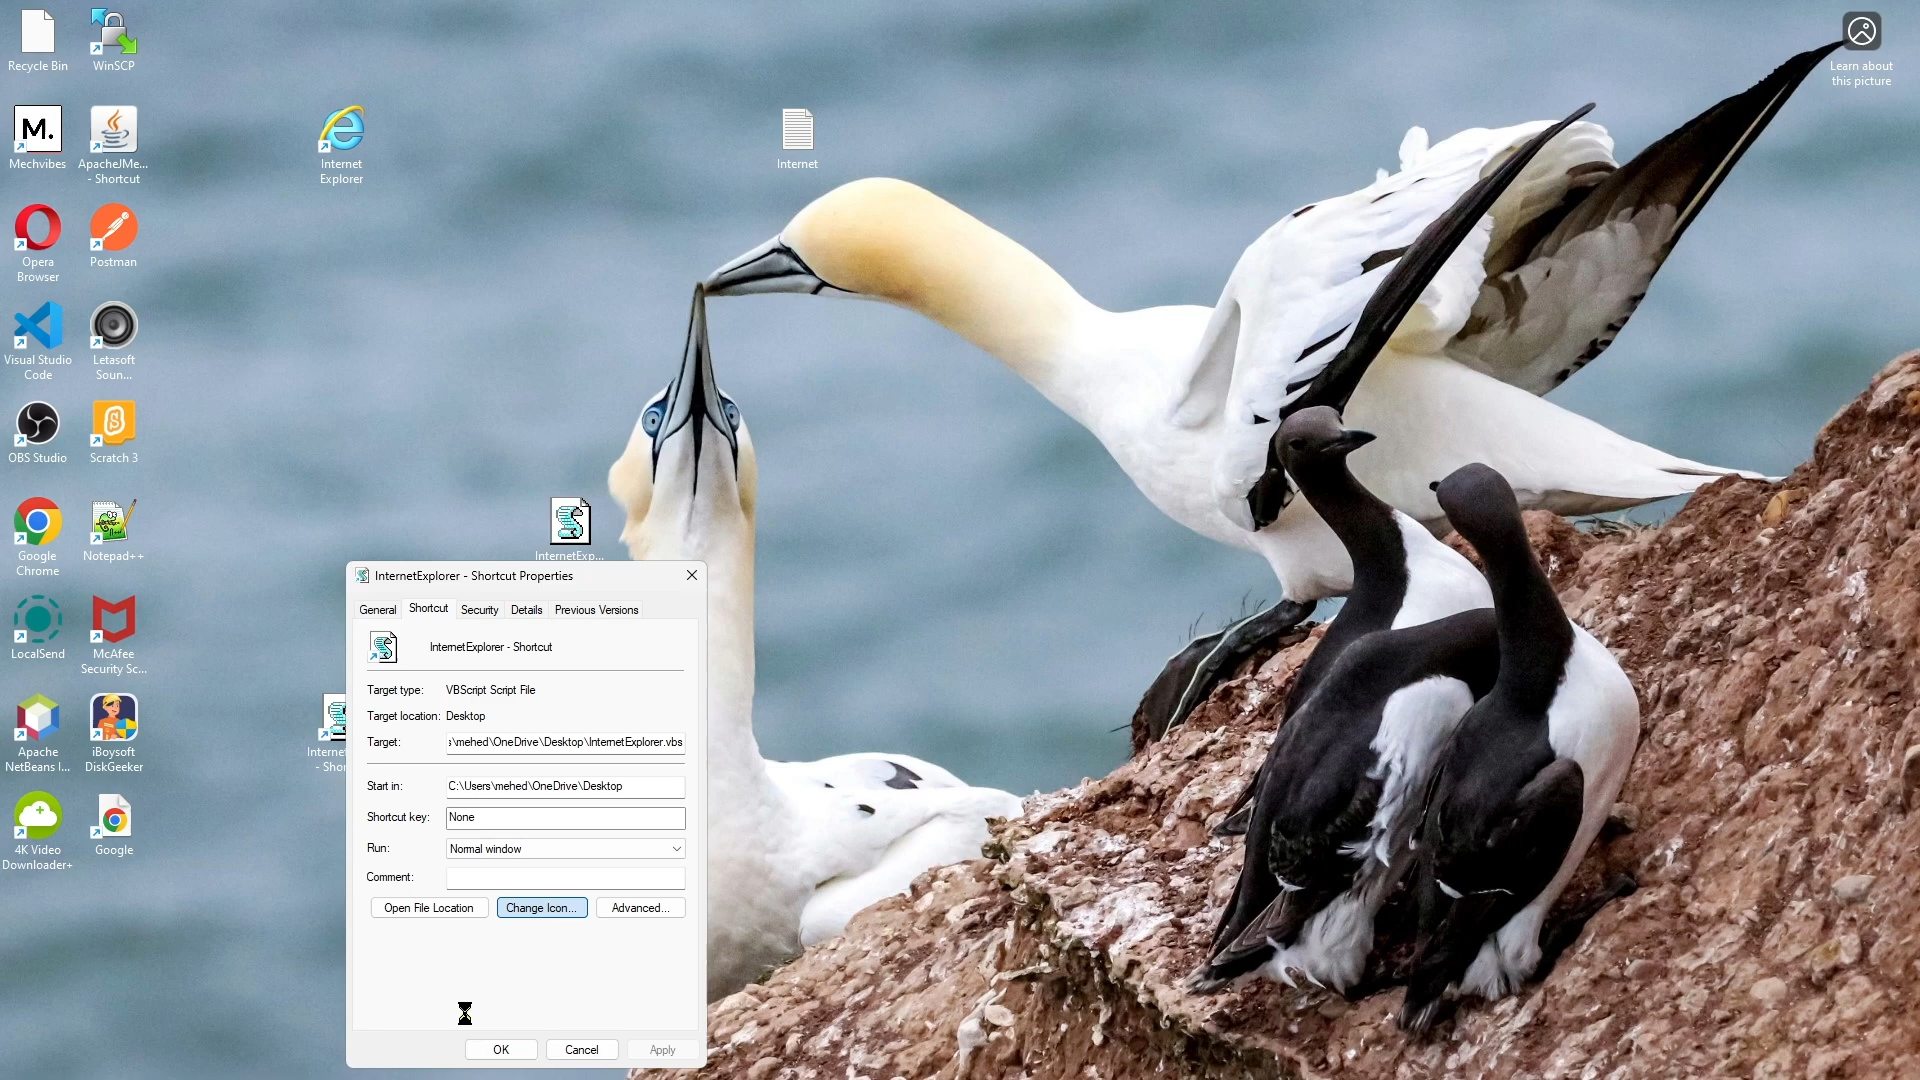 Recycle Bin
WinSCP
Learn about
this picture
M.
Mechvibes
ApacheJMe...
- Shortcut
Internet
Explorer
Internet
Opera
Browser
Postman
Visual Studio
Code
Letasoft
Soun...
OBS Studio
Scratch 3
Google
Chrome
Notepad++
InternetExp...
LocalSend
McAfee
Security Sc...
Apache
NetBeans I...
iBoysoft
DiskGeeker
Internet
- Shor
4K Video
Downloader+
Google
InternetExplorer - Shortcut Properties
General
Shortcut
Security
Details
Previous Versions
InternetExplorer - Shortcut
Target type: VBScript Script File
Target location: Desktop
Target: s\mehed\OneDrive\Desktop\InternetExplorer.vbs
Start in: C:\Users\mehed\OneDrive\Desktop
Shortcut key: None
Run: Normal window
Comment:
Open File Location
Change Icon...
Advanced...
OK
Cancel
Apply